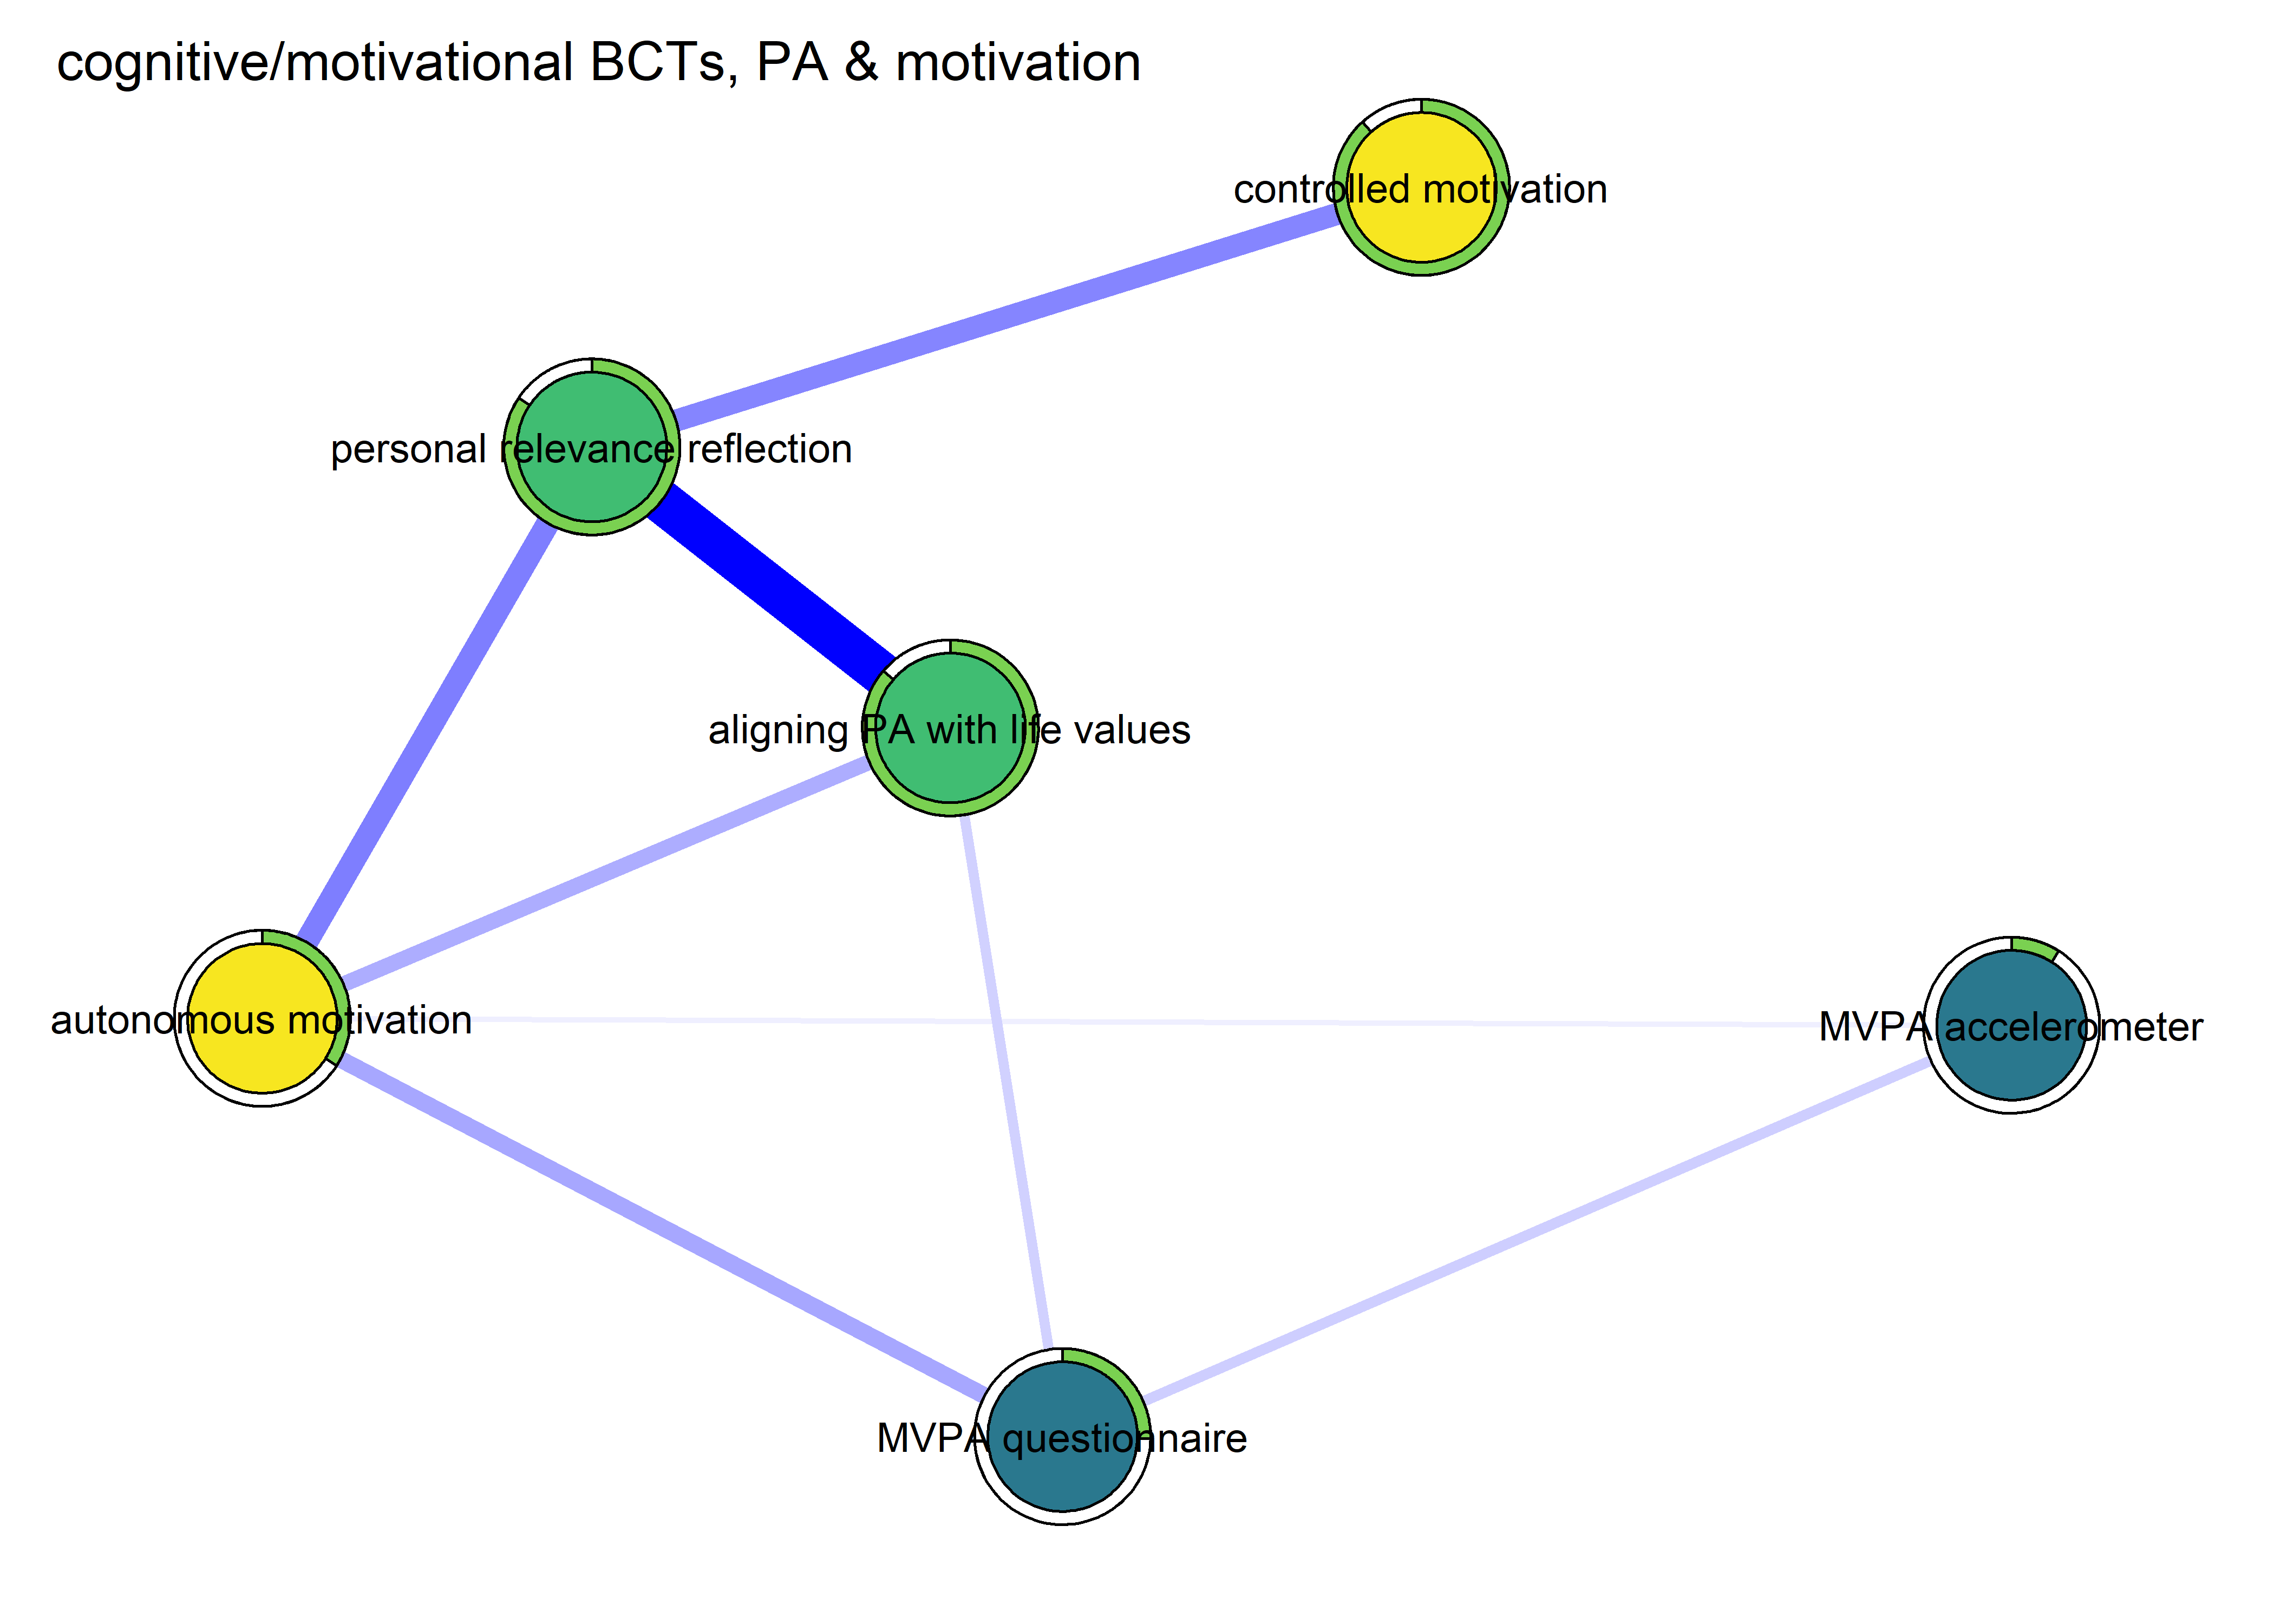 cognitive/motivational BCTs, PA & motivation
controlled motivation
personal relevance reflection
aligning PA with life values
autonomous motivation
MVPA accelerometer
MVPA questionnaire